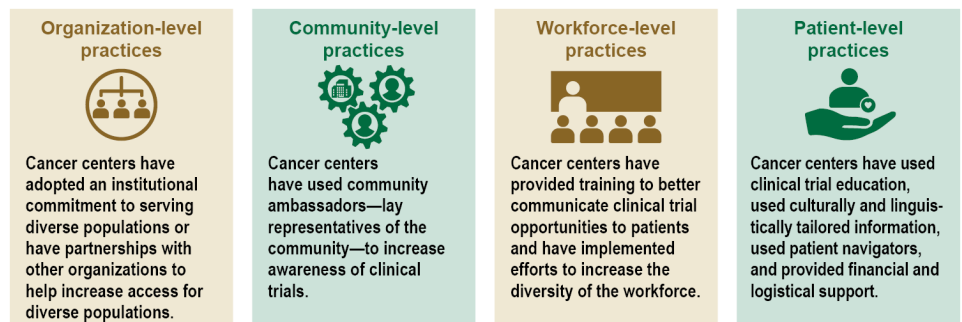 Organization-level
practices
Cancer centers have
adopted an institutional
commitment to serving
diverse populations or
have partnerships with
other organizations to
help increase access for
diverse populations.
Community-level
practices
Cancer centers
have used community
ambassadors—lay
representatives of the
community—to increase
awareness of clinical
trials.
Workforce-level
practices
Cancer centers have
provided training to better
communicate clinical trial
opportunities to patients
and have implemented
efforts to increase the
diversity of the workforce.
Patient-level
practices
Cancer centers have used
clinical trial education,
used culturally and linguis-
tically tailored information,
used patient navigators,
and provided financial and
logistical support.